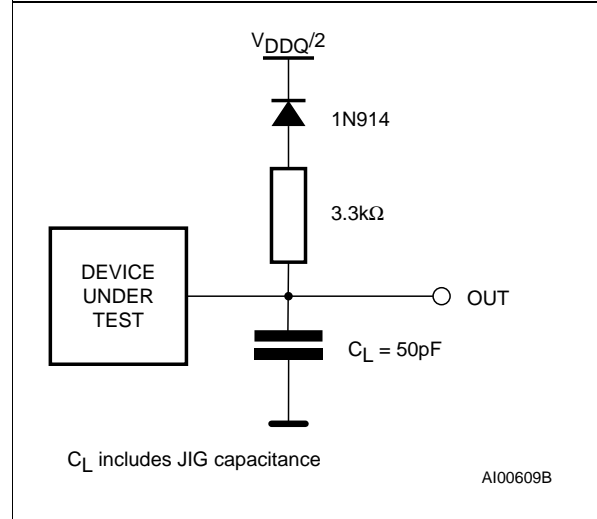 VDDQ/2
1N914
3.3kΩ
DEVICE
UNDER
TEST
OUT
CL = 50pF
CL includes JIG capacitance
AI00609B